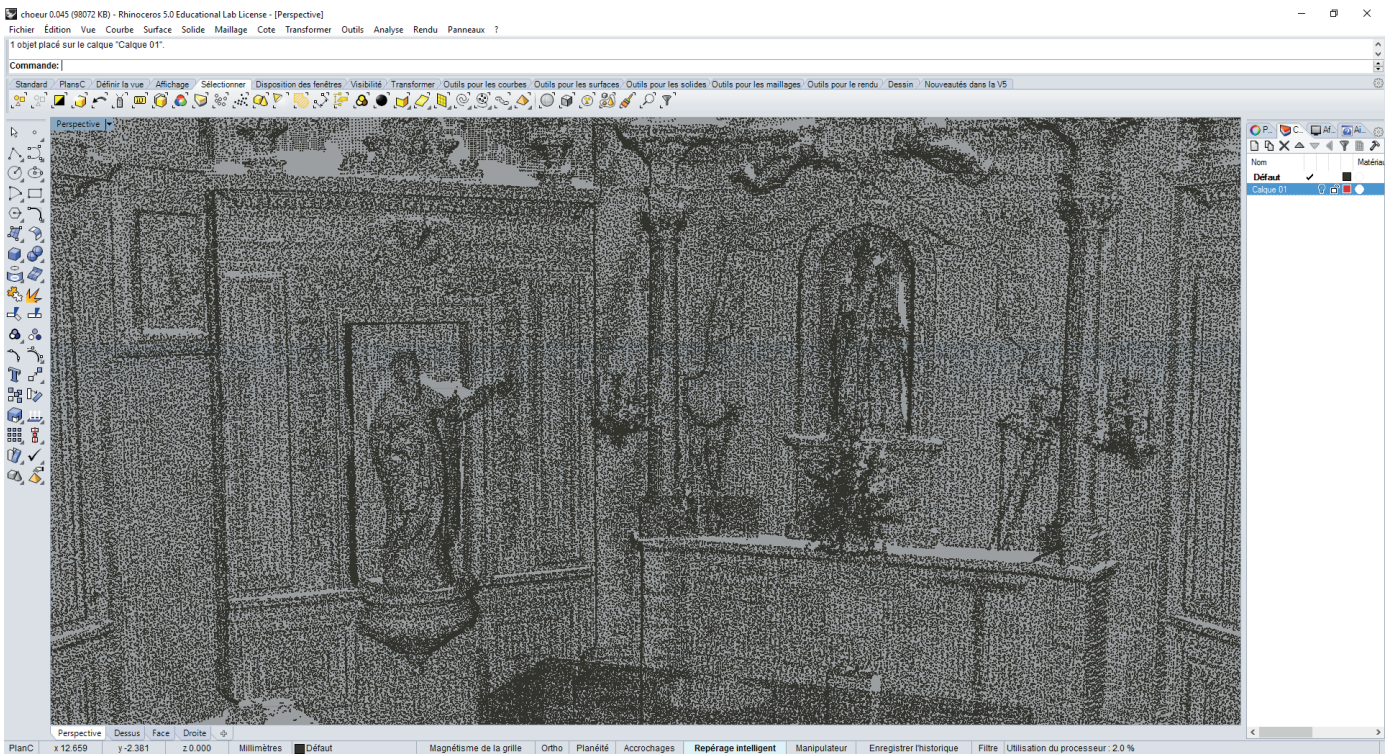 choeur 0.045 (98072 KB) - Rhinoceros 5.0 Educational Lab License - [Perspective]
Fichier Édition Vue Courbe Surface Solide Maillage Cote Transformer Outils Analyse Rendu Panneaux ?
1 objet placé sur le calque "Calque 01".
Commande:
Standard PlansC Définir la vue Affichage Sélectionner Disposition des fenêtres Visibilité Transformer Outils pour les courbes Outils pour les surfaces Outils pour les solides Outils pour les maillages Outils pour le rendu Dessin Nouveautés dans la V5
Perspective
P... C... Af... Ai...
Nom Matériau
Défaut
Calque 01
Perspective Dessus Face Droite
PlanC x 12.659 y -2.381 z 0.000 Millimètres Défaut Magnétisme de la grille Ortho Planéité Accrochages Repérage intelligent Manipulateur Enregistrer l'historique Filtre Utilisation du processeur : 2.0 %